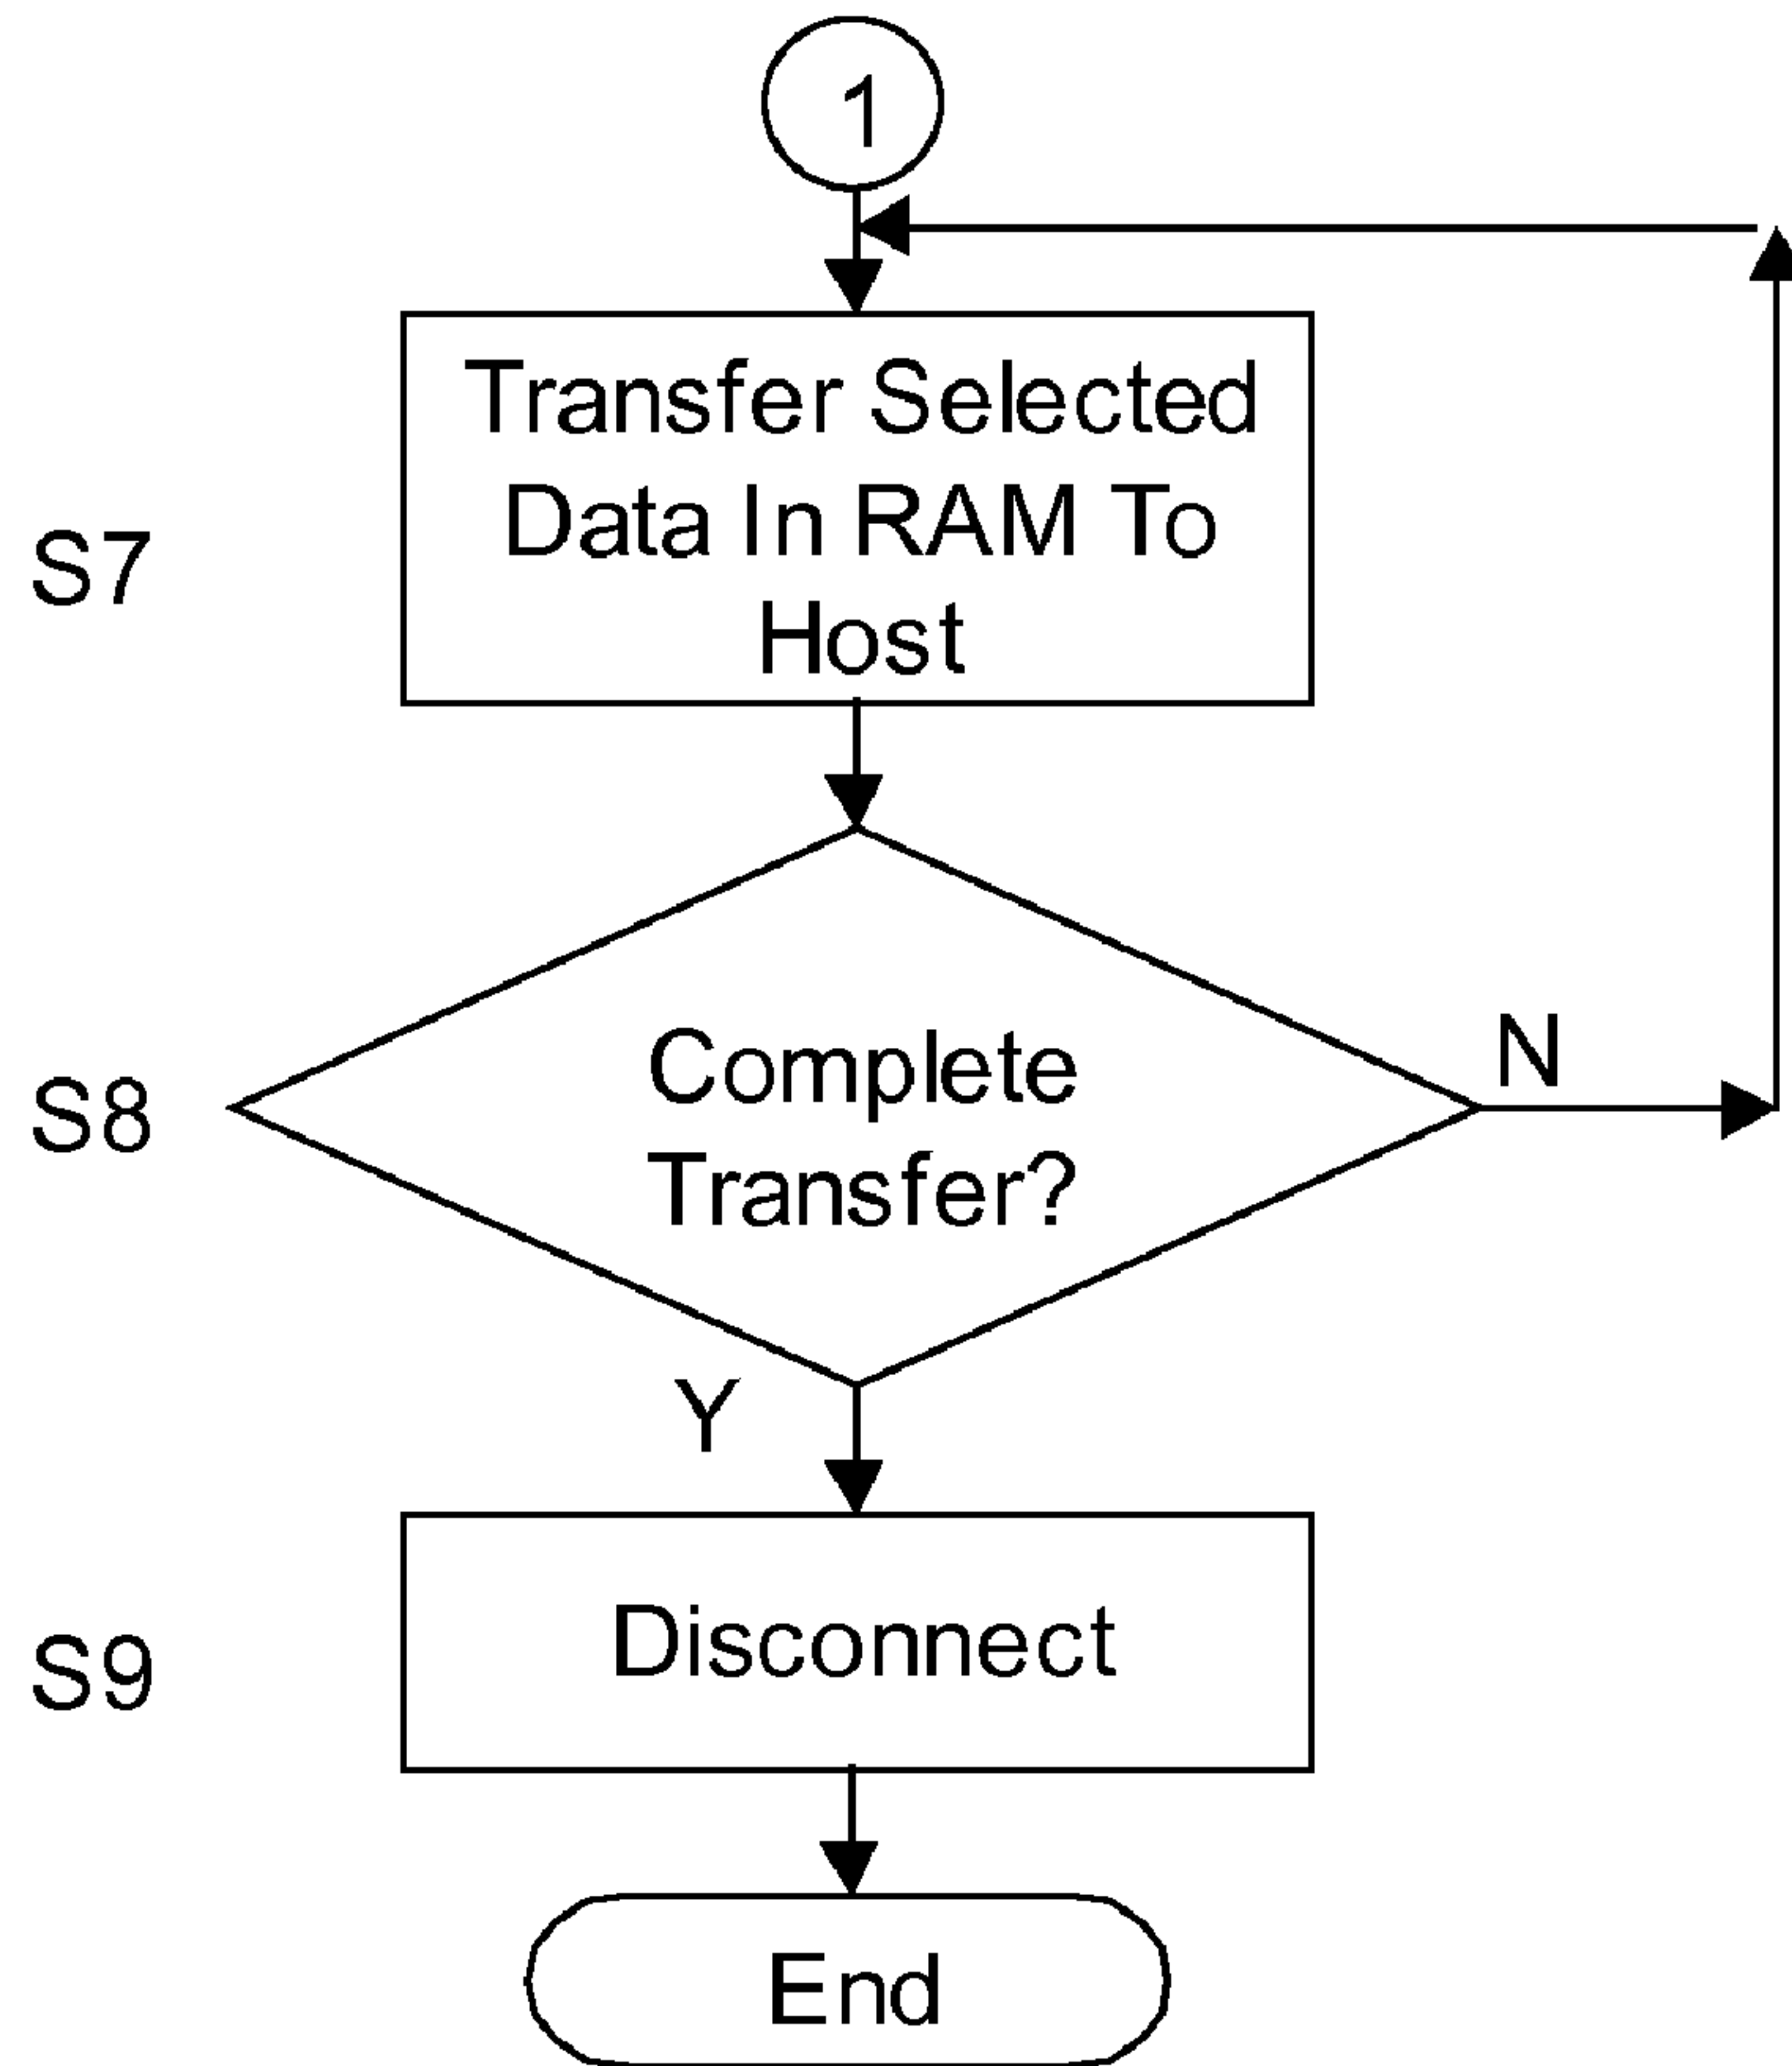 1
Transfer Selected
Data In RAM To
Host
S7
Complete
Transfer?
S8
N
Y
Disconnect
S9
End